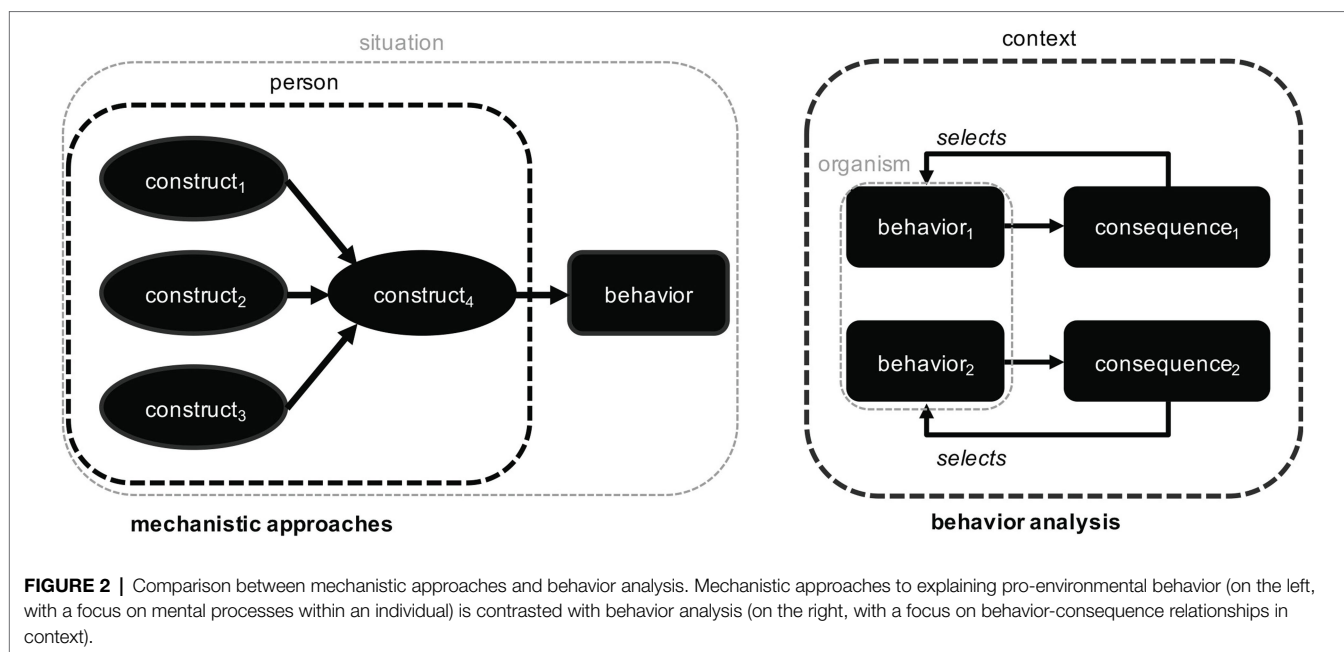 situation
person
construct₁
construct₂
construct₃
construct₄
behavior
mechanistic approaches
context
selects
organism
behavior₁
consequence₁
behavior₂
consequence₂
selects
behavior analysis
FIGURE 2 | Comparison between mechanistic approaches and behavior analysis. Mechanistic approaches to explaining pro-environmental behavior (on the left,
with a focus on mental processes within an individual) is contrasted with behavior analysis (on the right, with a focus on behavior-consequence relationships in
context).